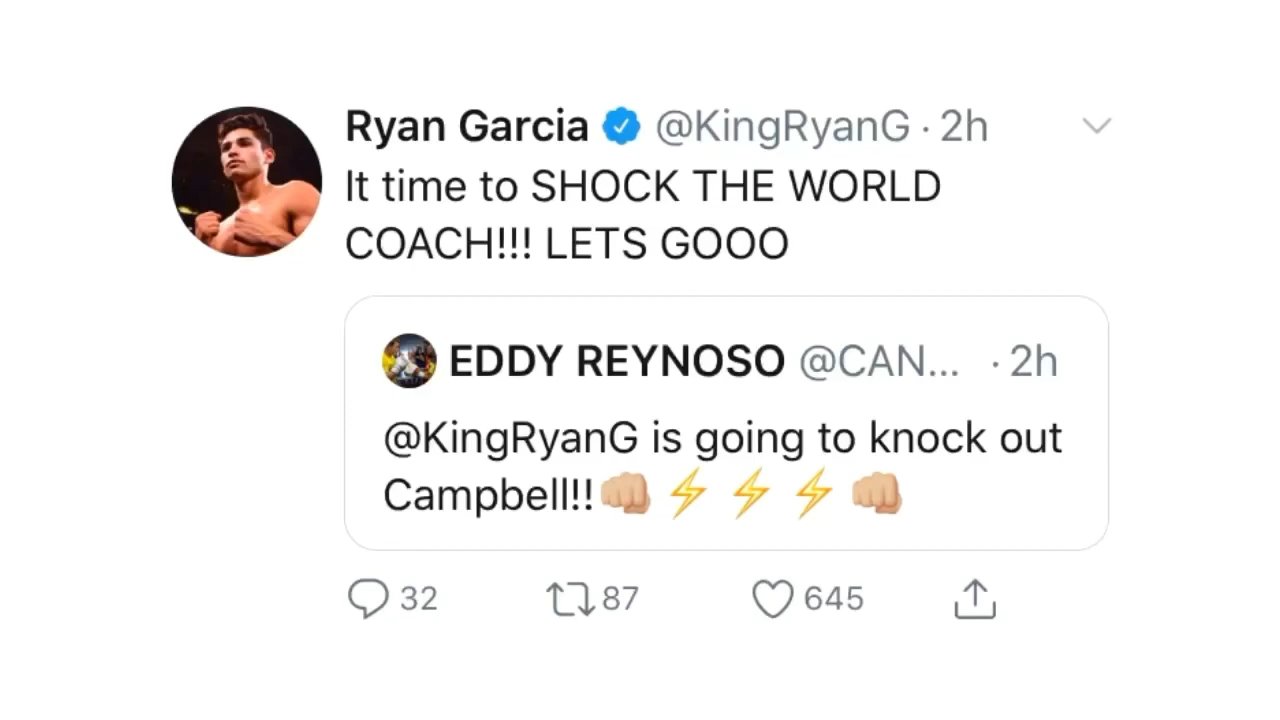 Ryan Garcia @KingRyanG · 2h
It time to SHOCK THE WORLD
COACH!!! LETS GOOO
EDDY REYNOSO @CAN... · 2h
@KingRyanG is going to knock out
Campbell!!👊🏼⚡⚡⚡👊🏼
32 87 645